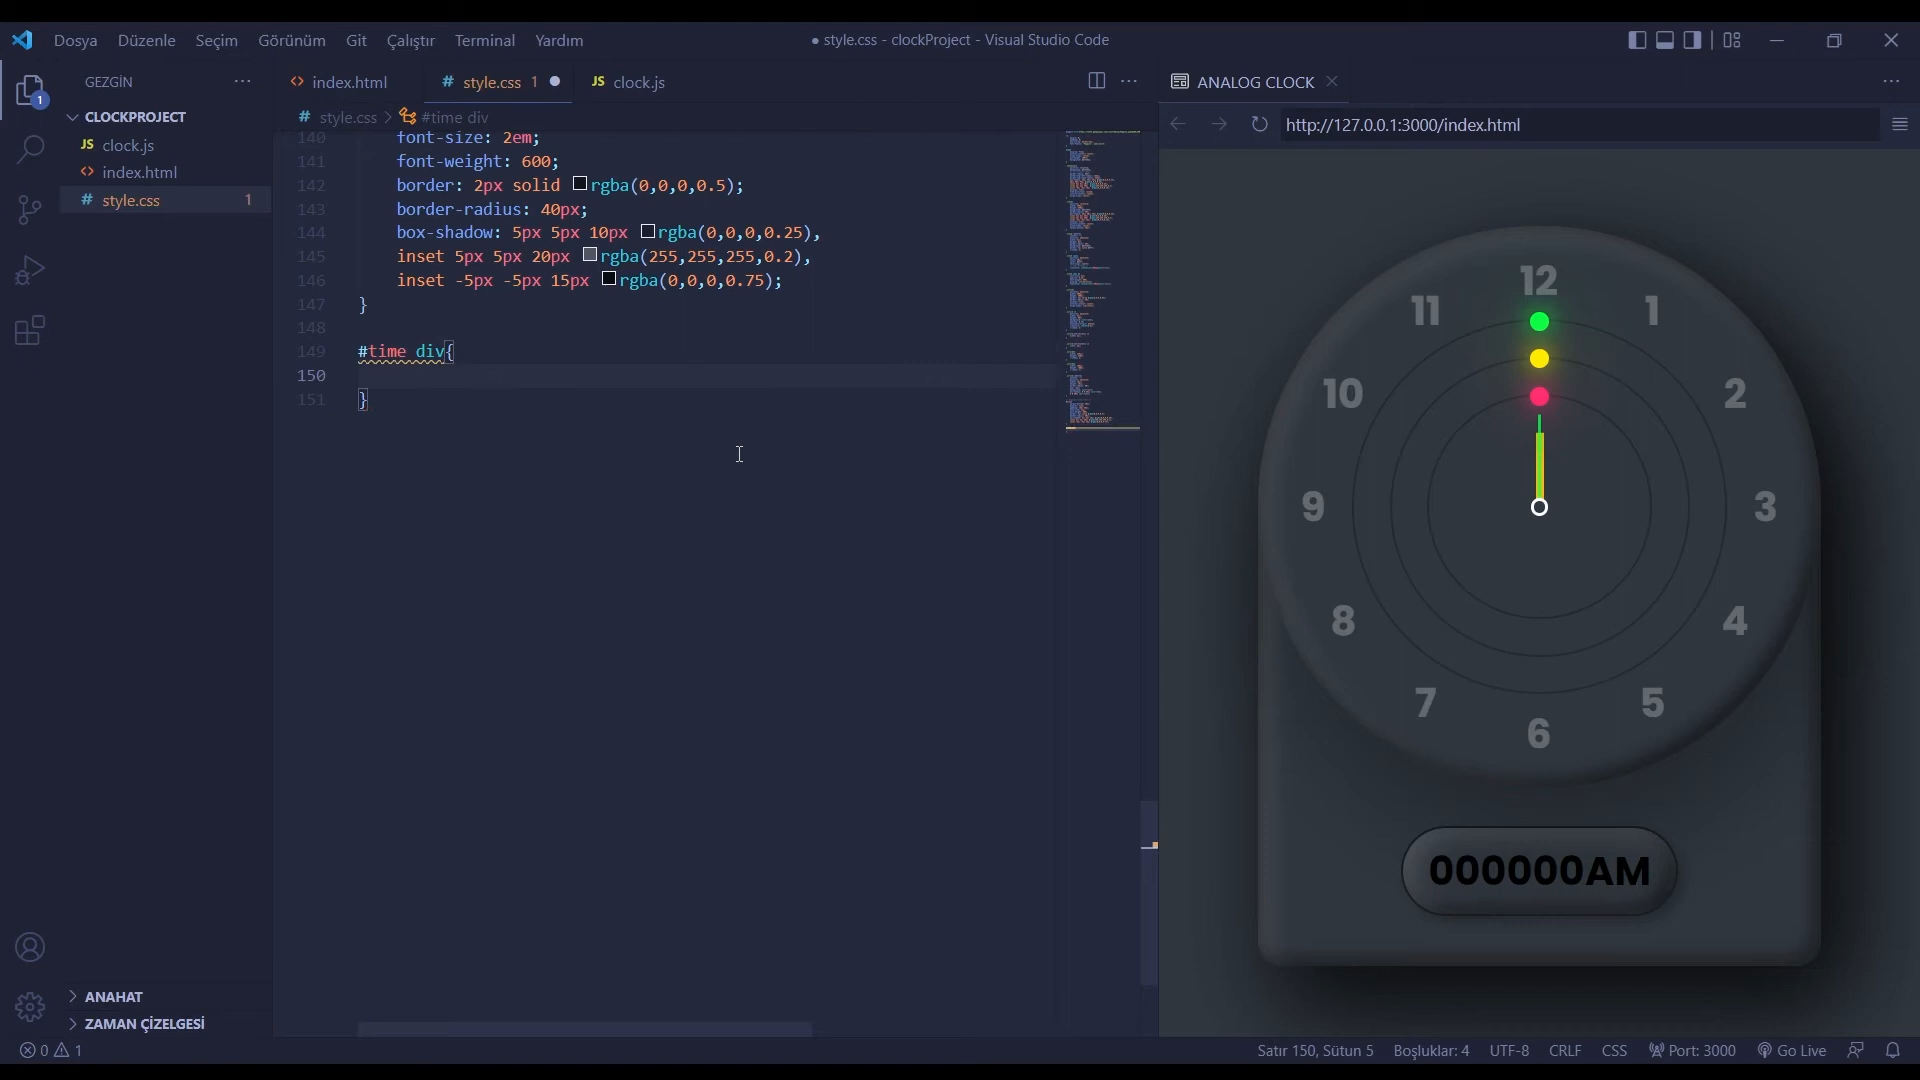 Dosya Düzenle Seçim Görünüm Git Çalıştır Terminal Yardım
● style.css - clockProject - Visual Studio Code
GEZGİN
1
CLOCKPROJECT
JS clock.js
<> index.html
# style.css 1
ANAHAT
ZAMAN ÇİZELGESİ
<> index.html
# style.css 1
JS clock.js
# style.css > #time div
140 font-size: 2em;
141 font-weight: 600;
142 border: 2px solid rgba(0,0,0,0.5);
143 border-radius: 40px;
144 box-shadow: 5px 5px 10px rgba(0,0,0,0.25),
145 inset 5px 5px 20px rgba(255,255,255,0.2),
146 inset -5px -5px 15px rgba(0,0,0,0.75);
147 }
148
149 #time div{
150
151 }
ANALOG CLOCK
http://127.0.0.1:3000/index.html
12
11
1
10
2
9
3
8
4
7
5
6
000000AM
0 1
Satır 150, Sütun 5 Boşluklar: 4 UTF-8 CRLF CSS Port: 3000 Go Live